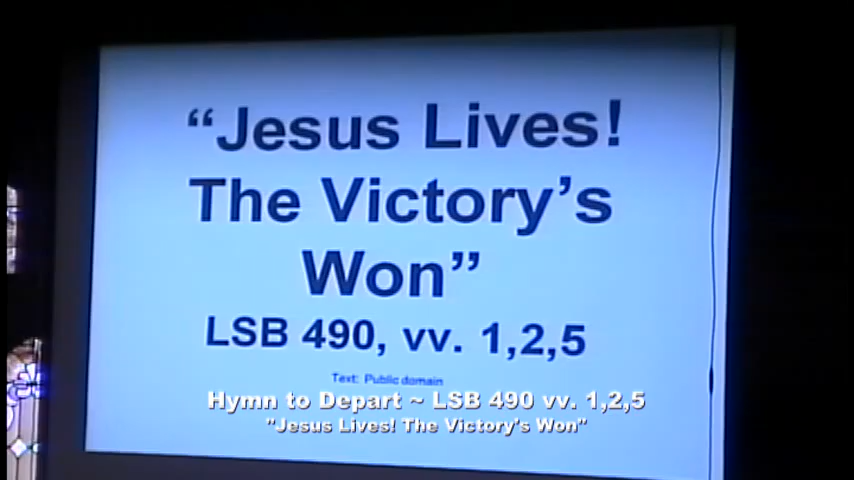 “Jesus Lives!
The Victory’s
Won”
LSB 490, vv. 1,2,5
Text: Public domain
Hymn to Depart ~ LSB 490 vv. 1,2,5
"Jesus Lives! The Victory's Won"